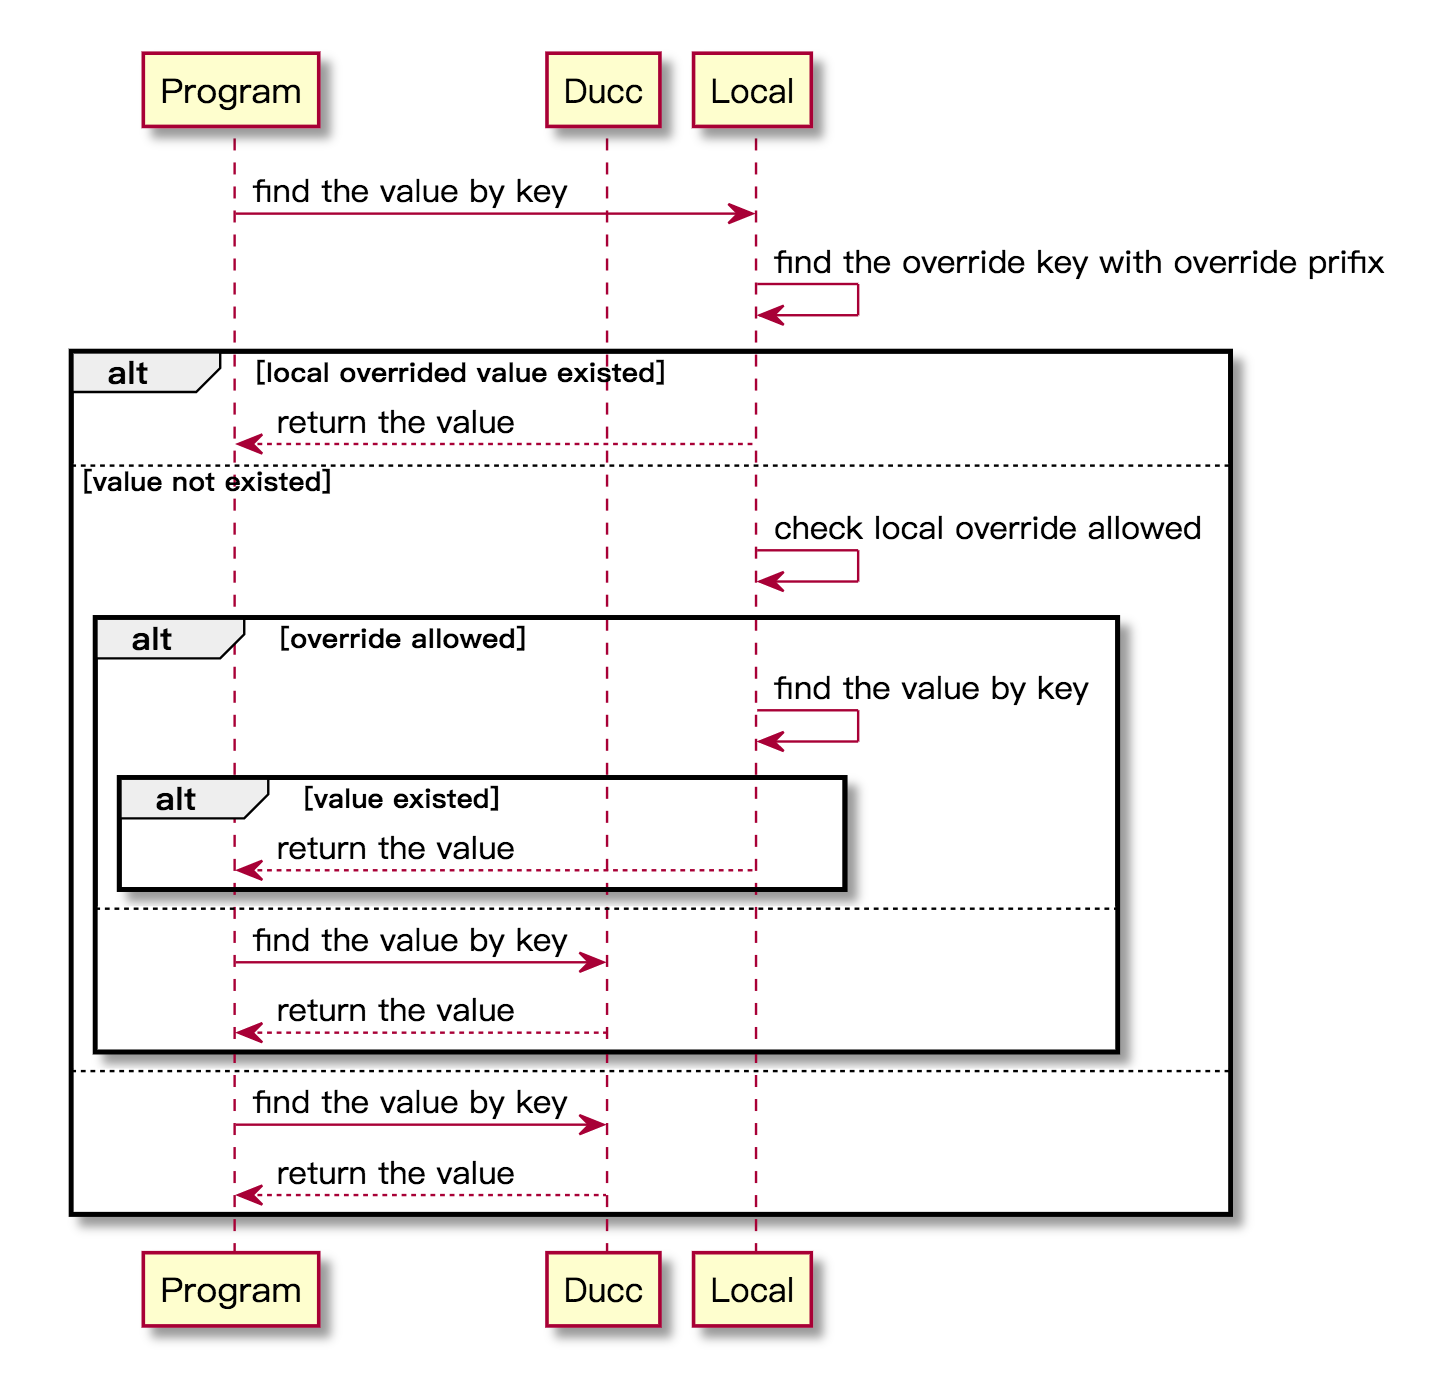 Program
Ducc
Local
find the value by key
find the override key with override prifix
alt
[local overrided value existed]
return the value
[value not existed]
check local override allowed
alt
[override allowed]
find the value by key
alt
[value existed]
return the value
find the value by key
return the value
find the value by key
return the value
Program
Ducc
Local